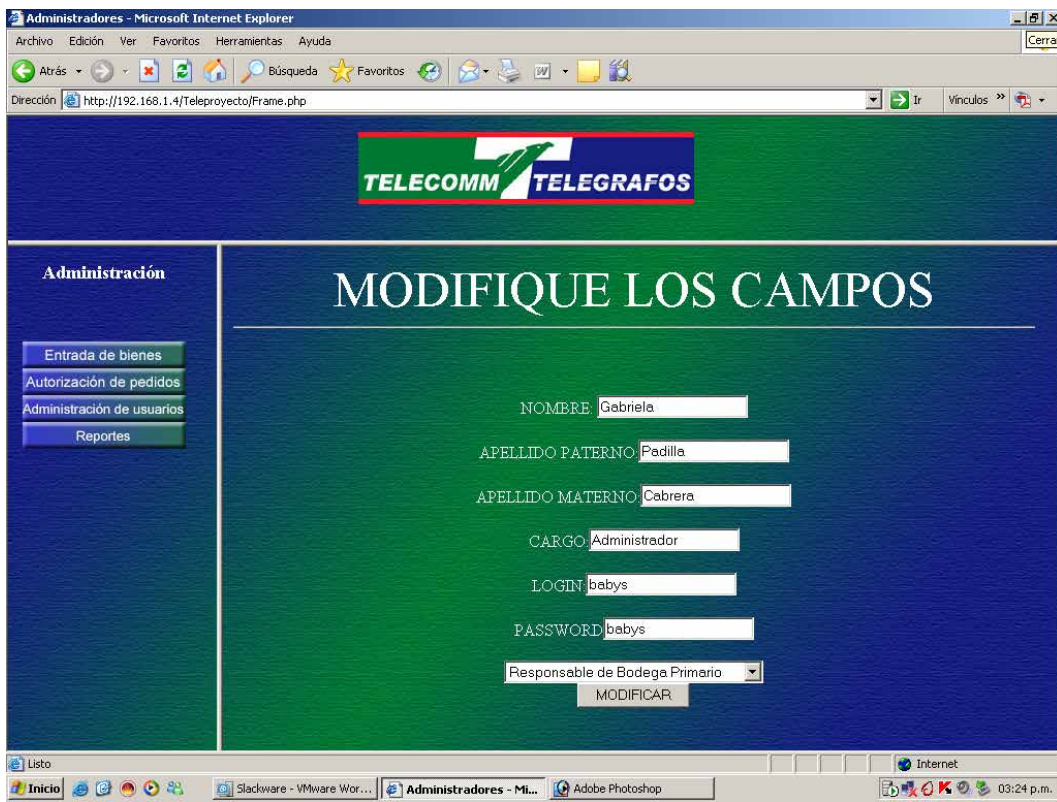 Administradores - Microsoft Internet Explorer
Archivo Edición Ver Favoritos Herramientas Ayuda
Cerra
Atrás Búsqueda Favoritos
Dirección http://192.168.1.4/Teleproyecto/Frame.php Ir Vínculos »
TELECOMM TELEGRAFOS
Administración
Entrada de bienes
Autorización de pedidos
Administración de usuarios
Reportes
MODIFIQUE LOS CAMPOS
NOMBRE: Gabriela
APELLIDO PATERNO: Padilla
APELLIDO MATERNO: Cabrera
CARGO: Administrador
LOGIN: babys
PASSWORD babys
Responsable de Bodega Primario
MODIFICAR
Listo Internet
Inicio Slackware - VMware Wor... Administradores - Mi... Adobe Photoshop 03:24 p.m.